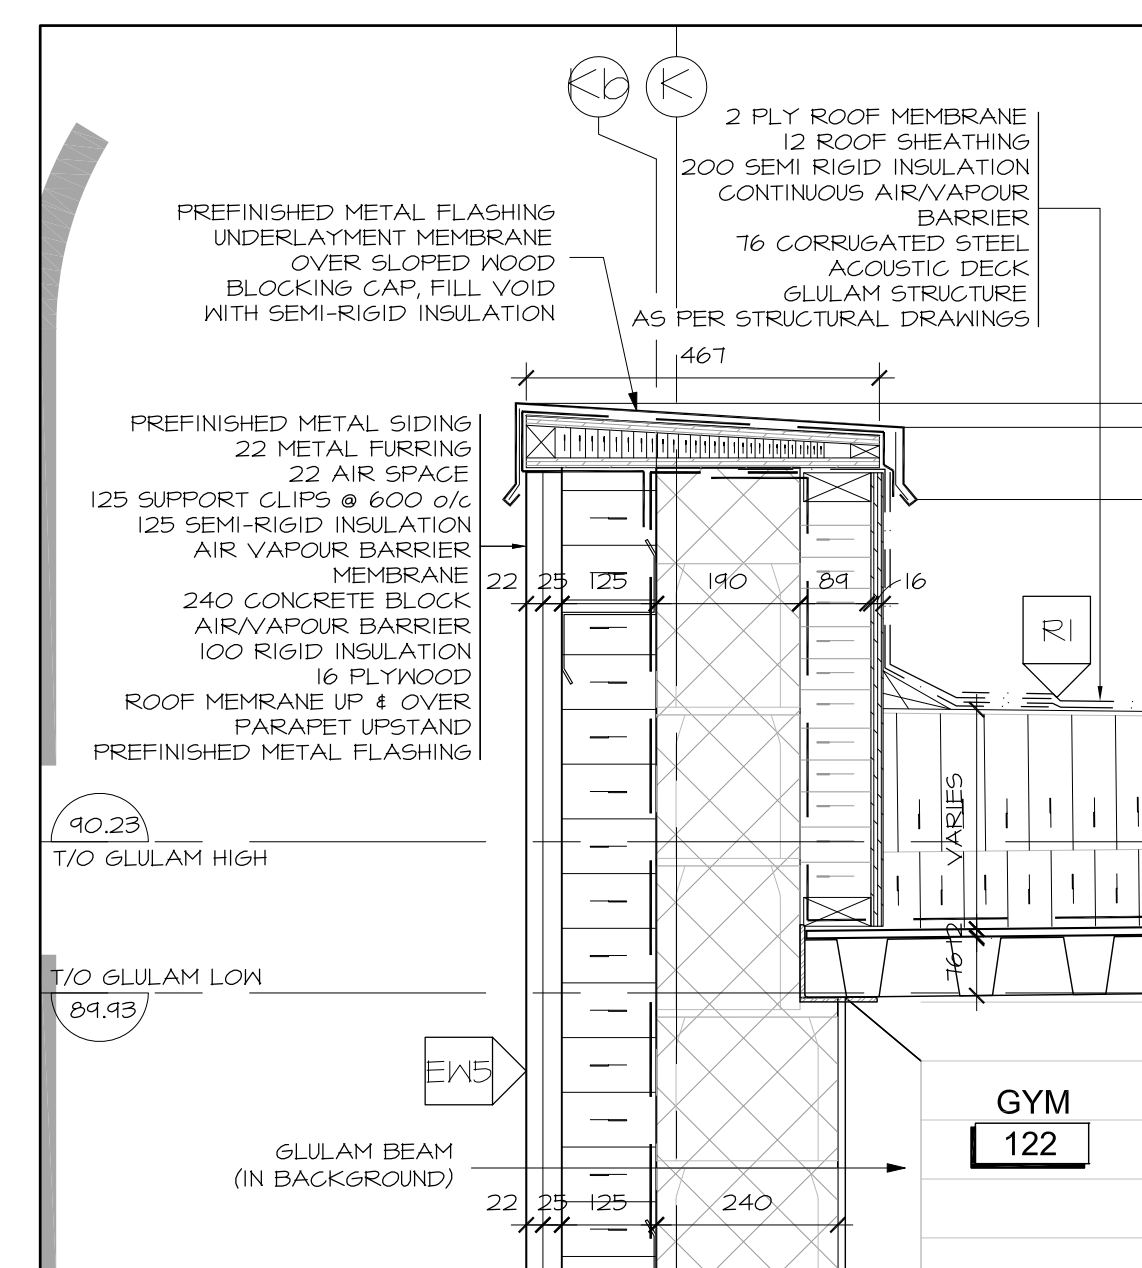 Kb
K
2 PLY ROOF MEMBRANE
12 ROOF SHEATHING
200 SEMI RIGID INSULATION
CONTINUOUS AIR/VAPOUR
BARRIER
76 CORRUGATED STEEL
ACOUSTIC DECK
GLULAM STRUCTURE
AS PER STRUCTURAL DRAWINGS
PREFINISHED METAL FLASHING
UNDERLAYMENT MEMBRANE
OVER SLOPED WOOD
BLOCKING CAP, FILL VOID
WITH SEMI-RIGID INSULATION
467
PREFINISHED METAL SIDING
22 METAL FURRING
22 AIR SPACE
125 SUPPORT CLIPS @ 600 o/c
125 SEMI-RIGID INSULATION
AIR VAPOUR BARRIER
MEMBRANE
240 CONCRETE BLOCK
AIR/VAPOUR BARRIER
100 RIGID INSULATION
16 PLYWOOD
ROOF MEMRANE UP & OVER
PARAPET UPSTAND
PREFINISHED METAL FLASHING
22 25 125 190 89 16
R1
90.23
T/O GLULAM HIGH
VARIES
12
76
T/O GLULAM LOW
89.93
EW5
GYM
122
GLULAM BEAM
(IN BACKGROUND)
22 25 125 240